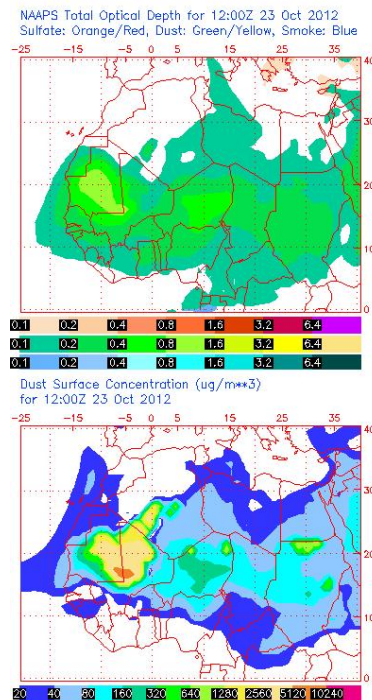 NAAPS Total Optical Depth for 12:00Z 23 Oct 2012
Sulfate: Orange/Red, Dust: Green/Yellow, Smoke: Blue
-25 -15 -10 -5 0 5 15 25 40
40
30
20
10
0
0.1 0.2 0.4 0.8 1.6 3.2 6.4
0.1 0.2 0.4 0.8 1.6 3.2 6.4
0.1 0.2 0.4 0.8 1.6 3.2 6.4
Dust Surface Concentration (ug/m**3)
for 12:00Z 23 Oct 2012
-25 -15 -10 -5 0 5 15 25 40
40
30
20
10
0
20 40 80 160 320 640 1280 2560 5120 10240